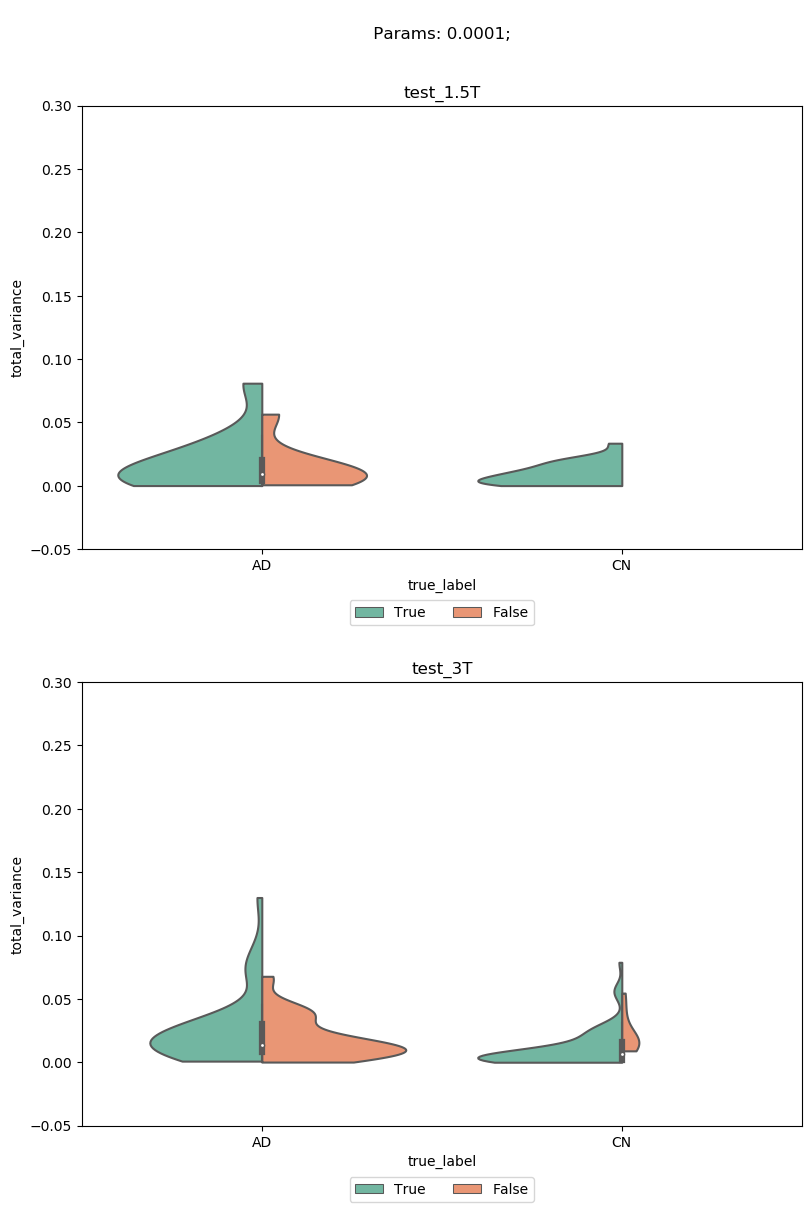 Params: 0.0001;
test_1.5T
0.30
0.25
0.20
0.15
0.10
0.05
0.00
−0.05
total_variance
AD
CN
true_label
True
False
test_3T
0.30
0.25
0.20
0.15
0.10
0.05
0.00
−0.05
total_variance
AD
CN
true_label
True
False